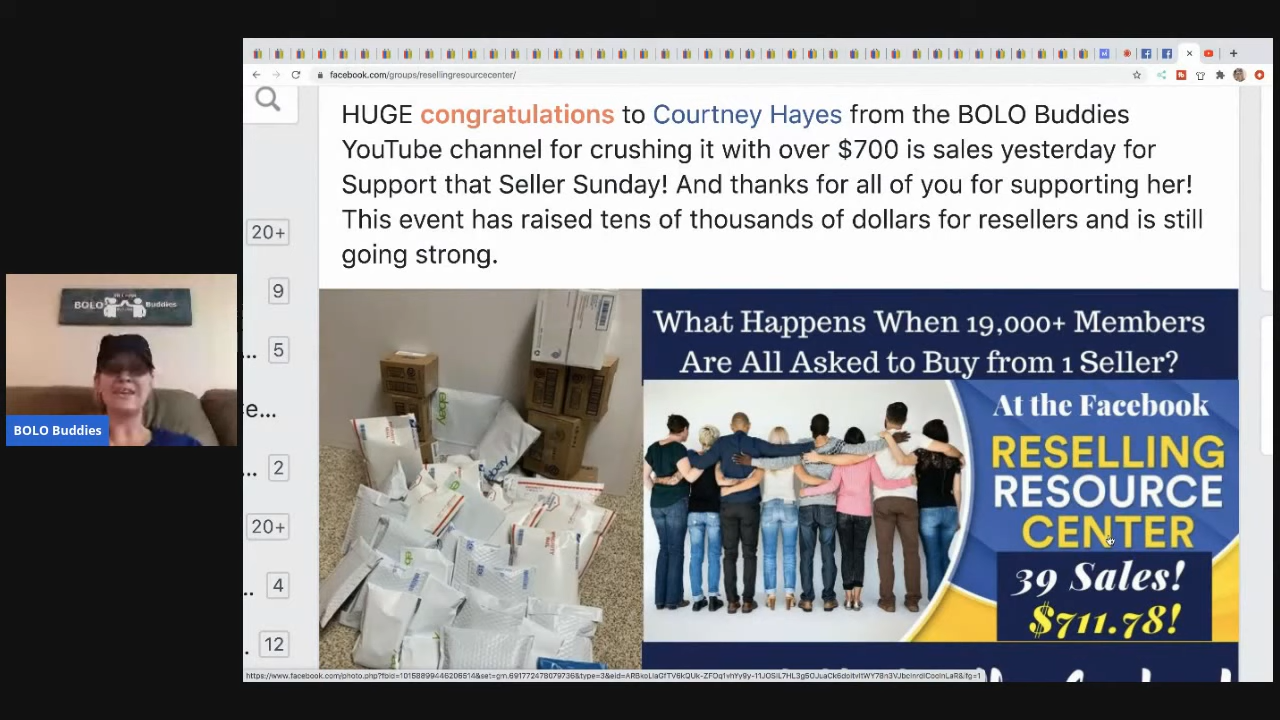 facebook.com/groups/resellingresourcecenter/
HUGE congratulations to Courtney Hayes from the BOLO Buddies
YouTube channel for crushing it with over $700 is sales yesterday for
Support that Seller Sunday! And thanks for all of you for supporting her!
This event has raised tens of thousands of dollars for resellers and is still
going strong.
20+
9
... 5
e...
... 2
20+
.. 4
. 12
BOLO Buddies
BOLO Buddies
ebay
What Happens When 19,000+ Members
Are All Asked to Buy from 1 Seller?
At the Facebook
RESELLING
RESOURCE
CENTER
39 Sales!
$711.78!